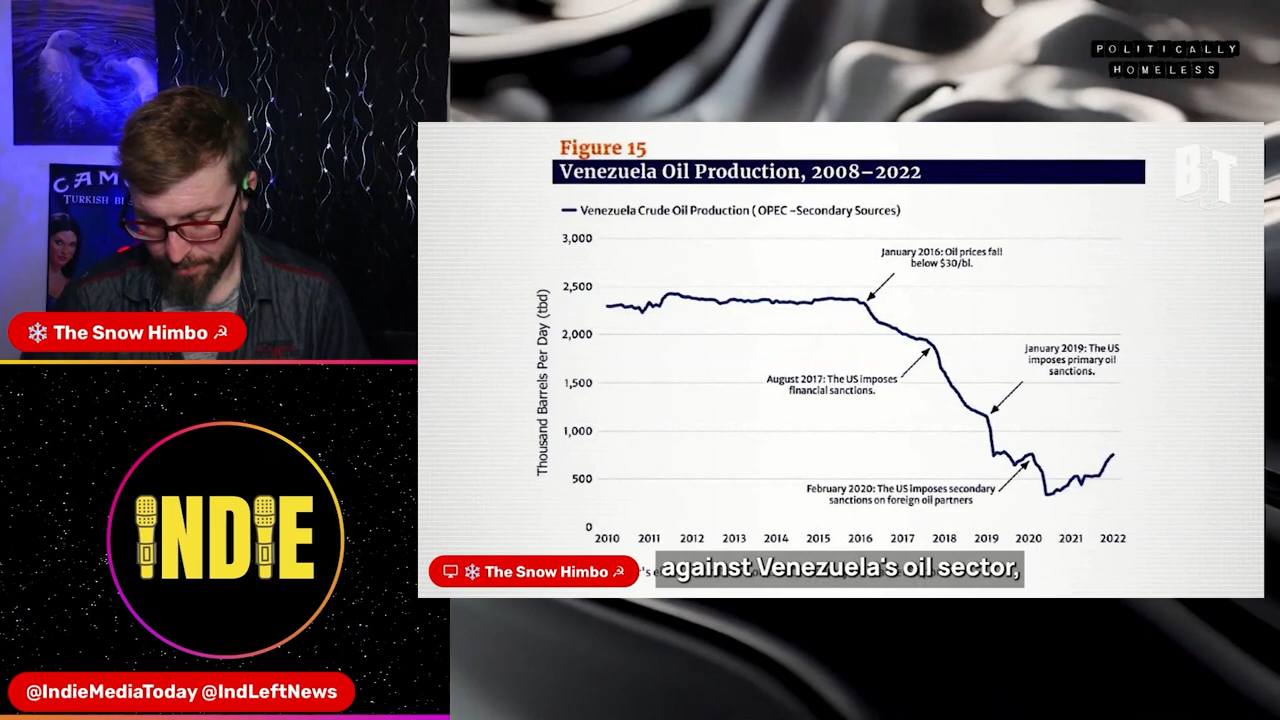 POLITICALLY
HOMELESS
CAM
TURKISH
❄️ The Snow Himbo ☭
INDIE
@IndieMediaToday @IndLeftNews
BT
Figure 15
Venezuela Oil Production, 2008–2022
Venezuela Crude Oil Production ( OPEC –Secondary Sources)
Thousand Barrels Per Day (tbd)
3,000
2,500
2,000
1,500
1,000
500
0
January 2016: Oil prices fall
below $30/bl.
August 2017: The US imposes
financial sanctions.
January 2019: The US
imposes primary oil
sanctions.
February 2020: The US imposes secondary
sanctions on foreign oil partners
2010 2011 2012 2013 2014 2015 2016 2017 2018 2019 2020 2021 2022
❄️ The Snow Himbo ☭
against Venezuela's oil sector,